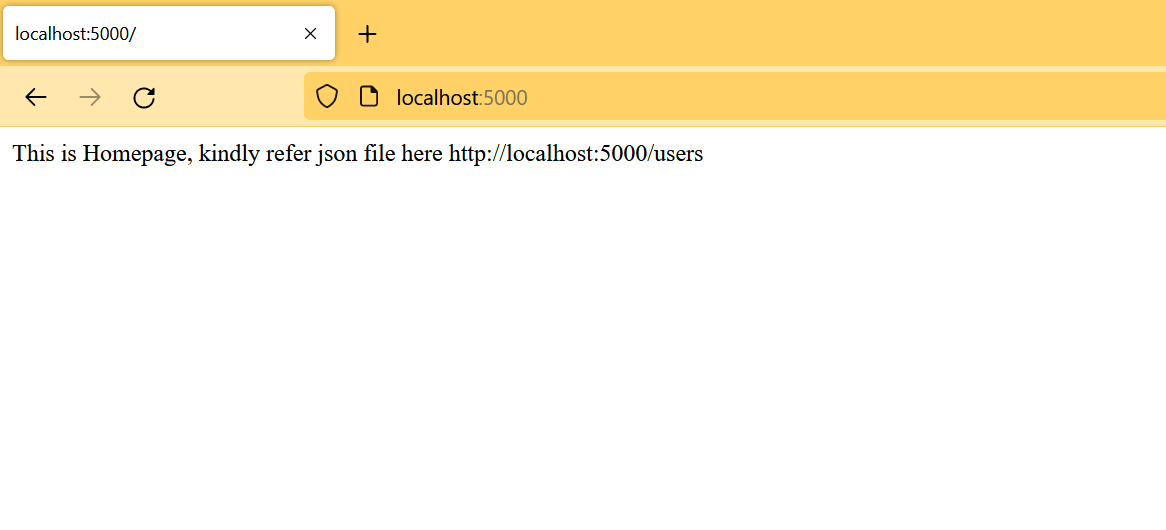 localhost:5000/
localhost:5000
This is Homepage, kindly refer json file here http://localhost:5000/users